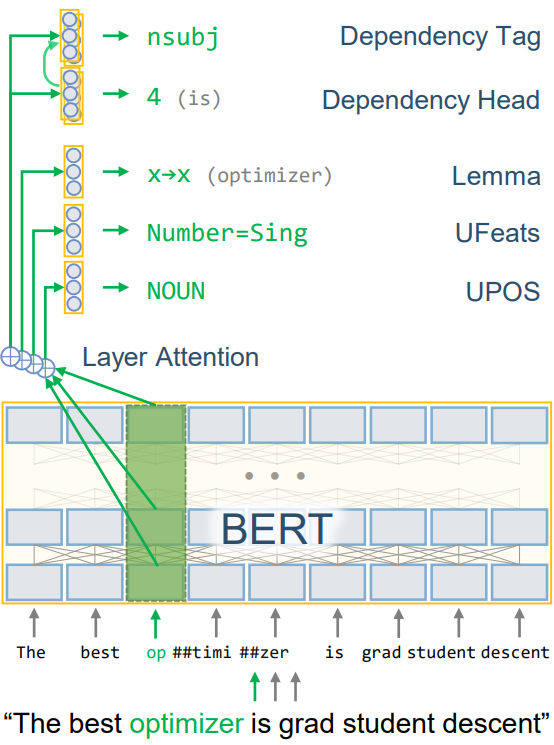 nsubj Dependency Tag
4 (is) Dependency Head
x→x (optimizer) Lemma
Number=Sing UFeats
NOUN UPOS
Layer Attention
BERT
The best op ##timi ##zer is grad student descent
“The best optimizer is grad student descent”